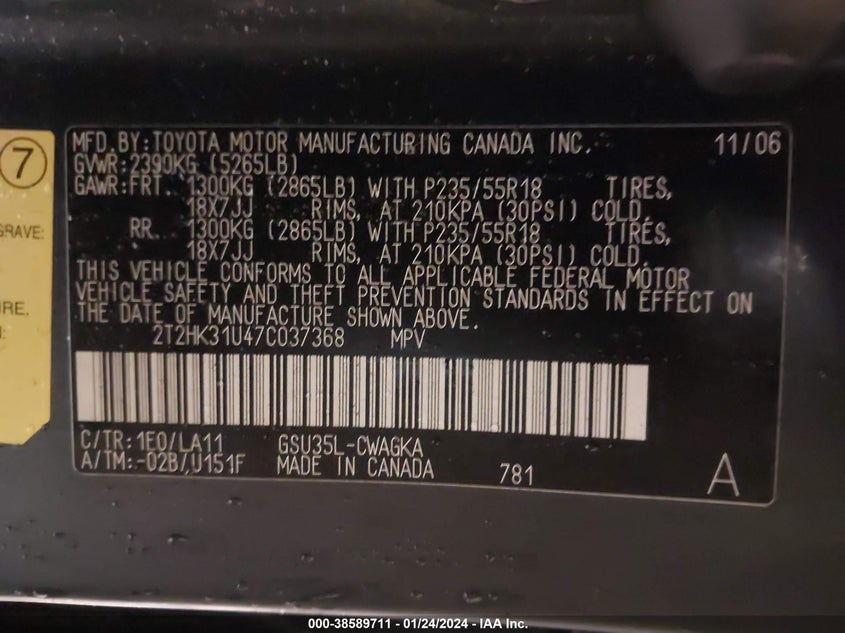 7
GRAVE:
IRE.
MFD.BY:TOYOTA MOTOR MANUFACTURING CANADA INC. 11/06
GVWR:2390KG (5265LB)
GAWR:FRT. 1300KG (2865LB) WITH P235/55R18 TIRES,
18X7JJ RIMS, AT 210KPA (30PSI) COLD.
RR. 1300KG (2865LB) WITH P235/55R18 TIRES,
18X7JJ RIMS, AT 210KPA (30PSI) COLD.
THIS VEHICLE CONFORMS TO ALL APPLICABLE FEDERAL MOTOR
VEHICLE SAFETY AND THEFT PREVENTION STANDARDS IN EFFECT ON
THE DATE OF MANUFACTURE SHOWN ABOVE.
2T2HK31U47C037368 MPV
C/TR:1E0/LA11 GSU35L-CWAGKA
A/TM:-02B/U151F MADE IN CANADA 781 A
000-38589711 - 01/24/2024 - IAA Inc.